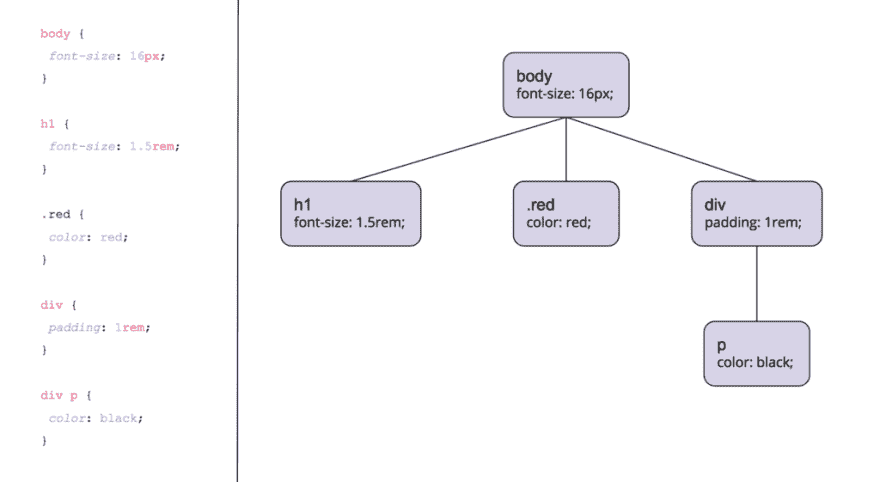 body {
font-size: 16px;
}
h1 {
font-size: 1.5rem;
}
.red {
color: red;
}
div {
padding: 1rem;
}
div p {
color: black;
}
body
font-size: 16px;
h1
font-size: 1.5rem;
.red
color: red;
div
padding: 1rem;
p
color: black;